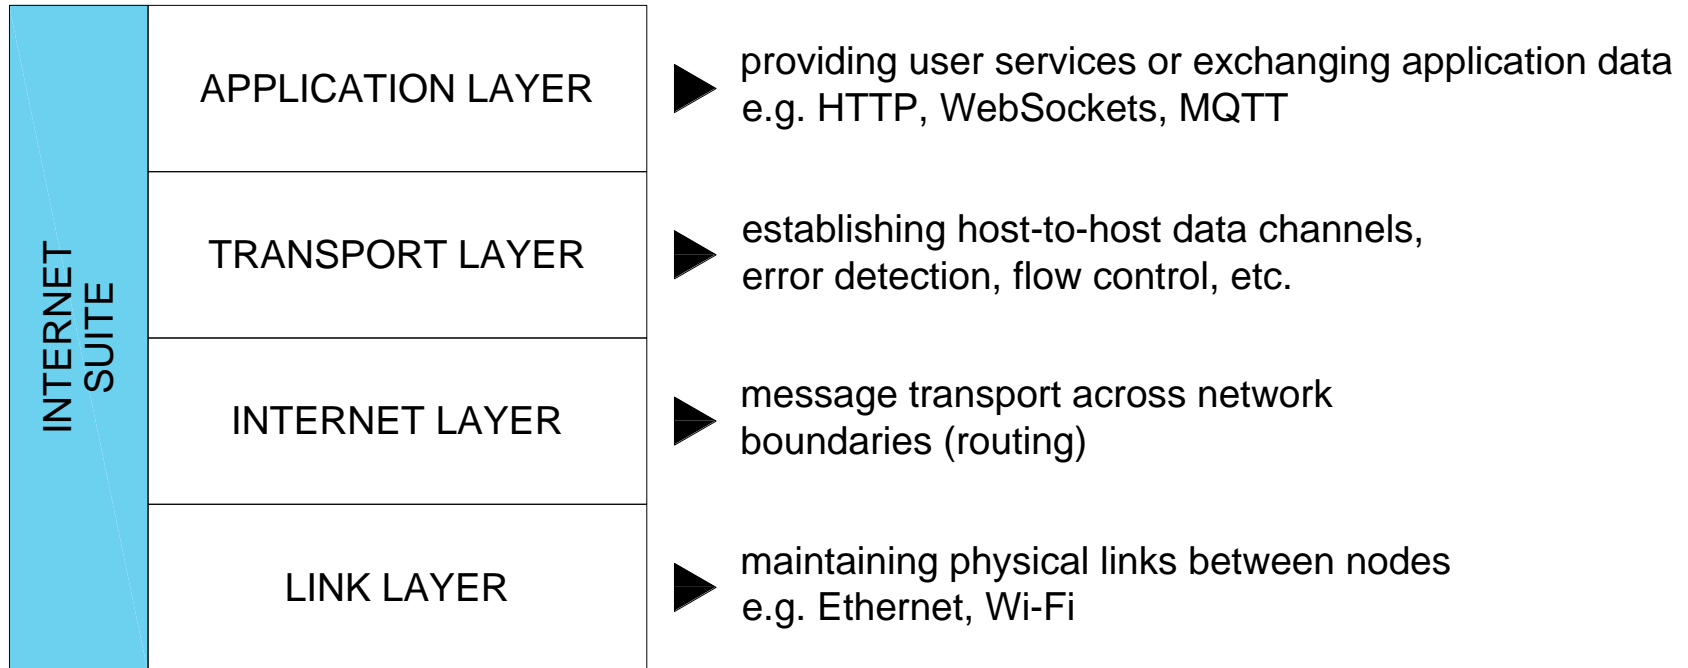 INTERNET
SUITE
APPLICATION LAYER
providing user services or exchanging application data
e.g. HTTP, WebSockets, MQTT
TRANSPORT LAYER
establishing host-to-host data channels,
error detection, flow control, etc.
INTERNET LAYER
message transport across network
boundaries (routing)
LINK LAYER
maintaining physical links between nodes
e.g. Ethernet, Wi-Fi